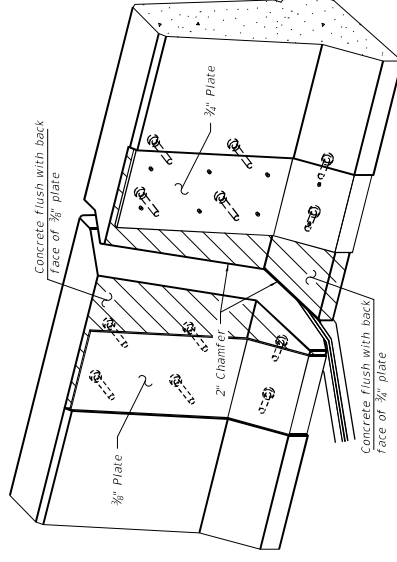 Concrete flush with back
face of 3/8" plate
3/4" Plate
2" Chamfer
3/8" Plate
Concrete flush with back
face of 3/4" plate